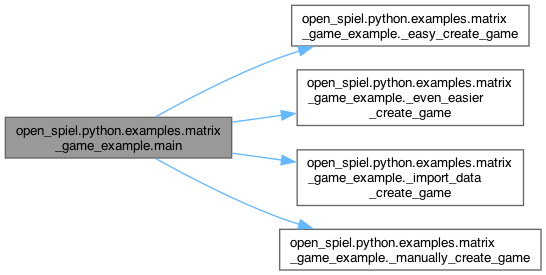 open_spiel.python.examples.matrix
_game_example.main
open_spiel.python.examples.matrix
_game_example._easy_create_game
open_spiel.python.examples.matrix
_game_example._even_easier
_create_game
open_spiel.python.examples.matrix
_game_example._import_data
_create_game
open_spiel.python.examples.matrix
_game_example._manually_create_game